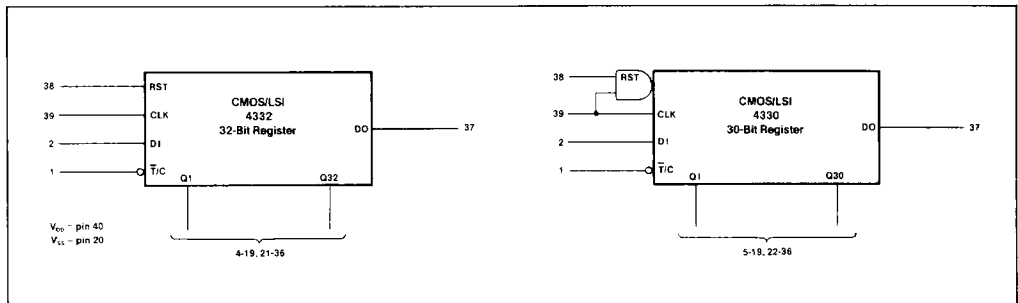 38
RST
39
CLK
2
DI
1
T̅/C
CMOS/LSI
4332
32-Bit Register
DO
37
Q1
Q32
V_DD – pin 40
V_SS – pin 20
4-19, 21-36
38
RST
39
CLK
2
DI
1
T̅/C
CMOS/LSI
4330
30-Bit Register
DO
37
Q1
Q30
5-19, 22-36